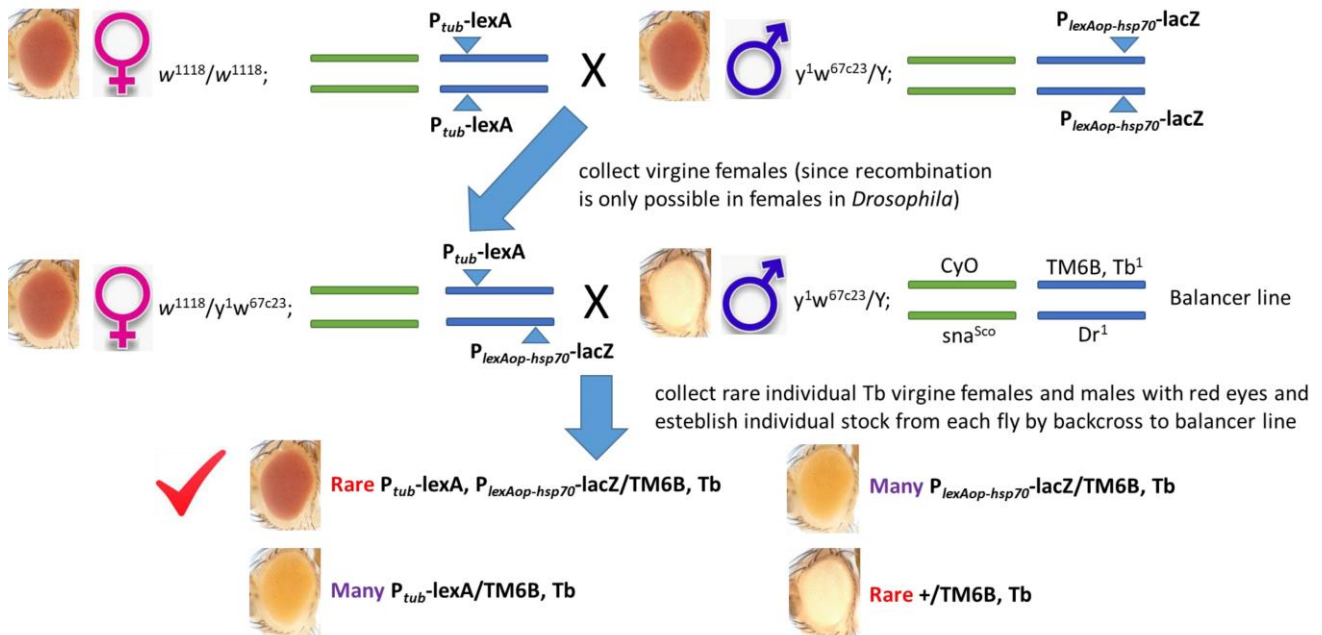 P_tub-lexA
w¹¹¹⁸/w¹¹¹⁸;
P_tub-lexA
X
y¹w⁶⁷ᶜ²³/Y;
P_lexAop-hsp70-lacZ
P_lexAop-hsp70-lacZ
collect virgine females (since recombination
is only possible in females in Drosophila)
w¹¹¹⁸/y¹w⁶⁷ᶜ²³;
P_tub-lexA
P_lexAop-hsp70-lacZ
X
y¹w⁶⁷ᶜ²³/Y;
CyO
TM6B, Tb¹
sna^Sco
Dr¹
Balancer line
collect rare individual Tb virgine females and males with red eyes and
esteblish individual stock from each fly by backcross to balancer line
Rare P_tub-lexA, P_lexAop-hsp70-lacZ/TM6B, Tb
Many P_lexAop-hsp70-lacZ/TM6B, Tb
Many P_tub-lexA/TM6B, Tb
Rare +/TM6B, Tb